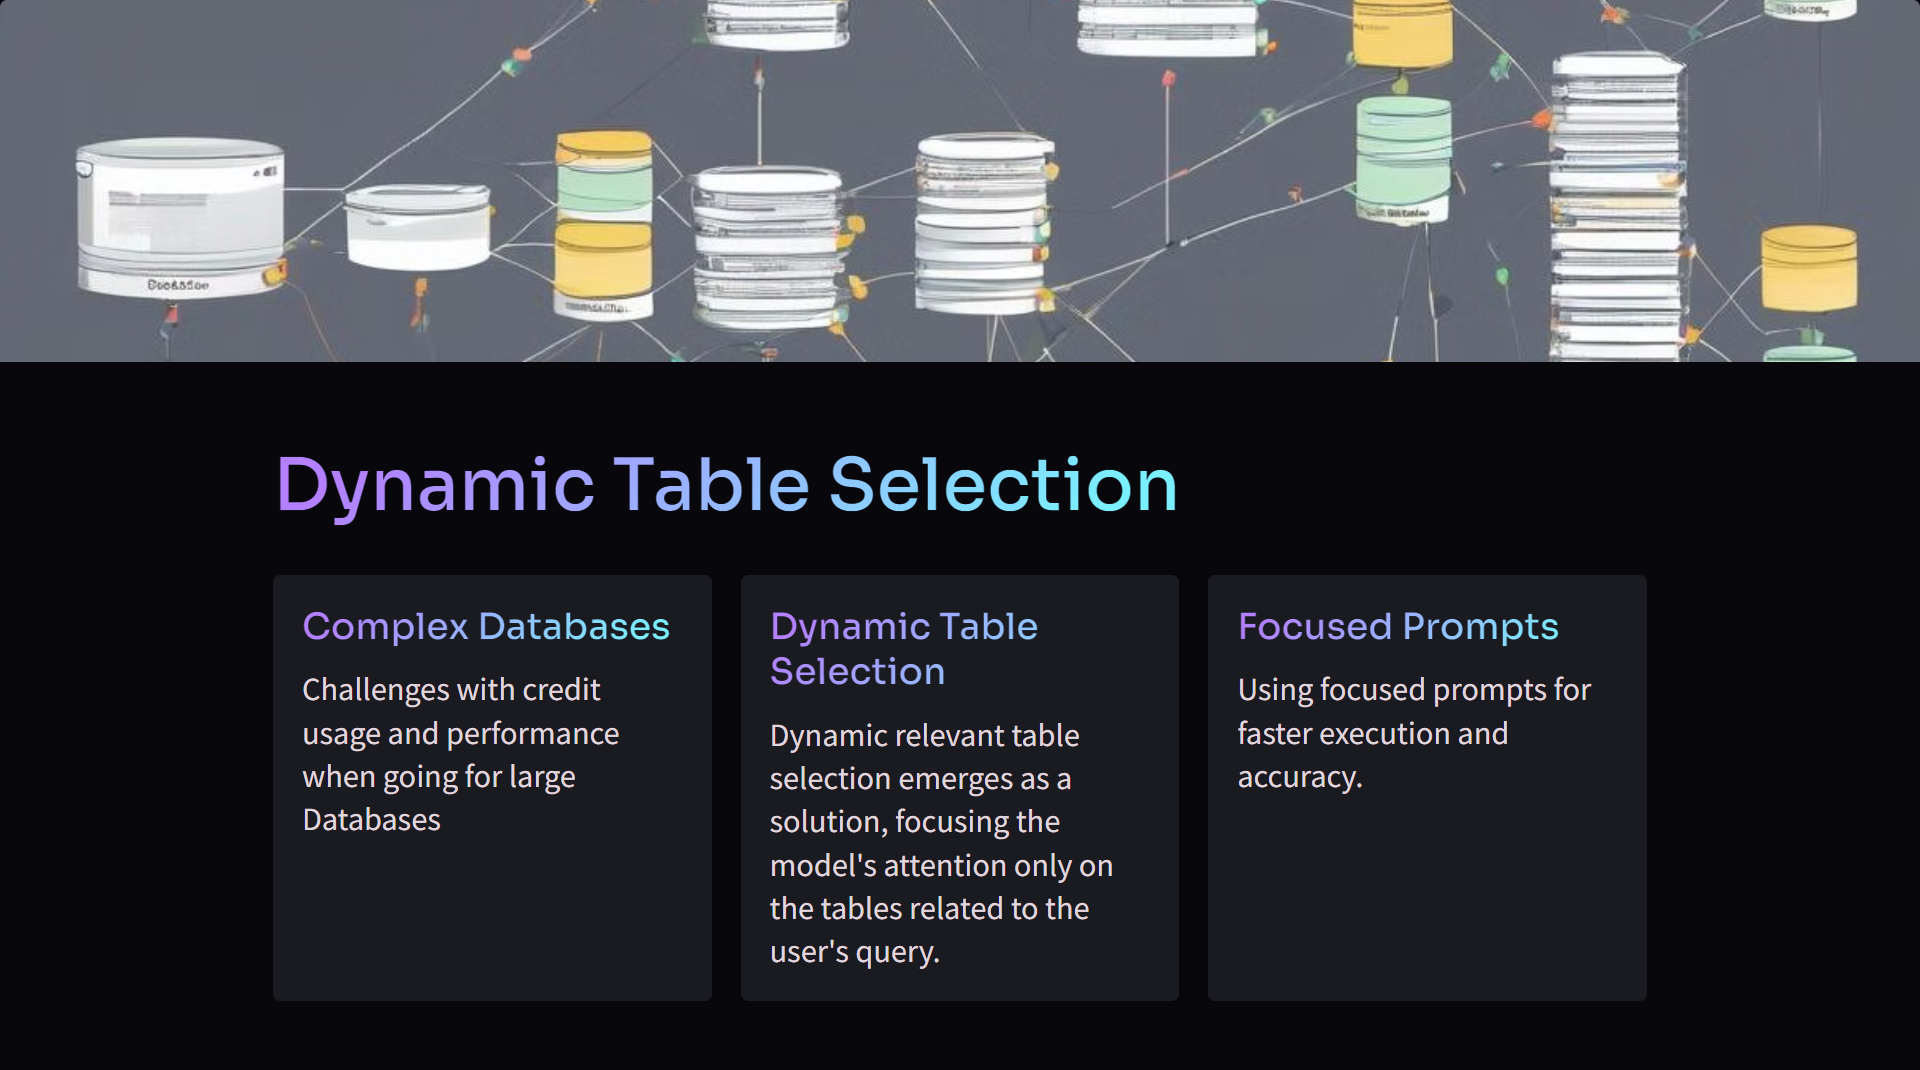 Dynamic Table Selection
Complex Databases
Challenges with credit
usage and performance
when going for large
Databases
Dynamic Table
Selection
Dynamic relevant table
selection emerges as a
solution, focusing the
model's attention only on
the tables related to the
user's query.
Focused Prompts
Using focused prompts for
faster execution and
accuracy.